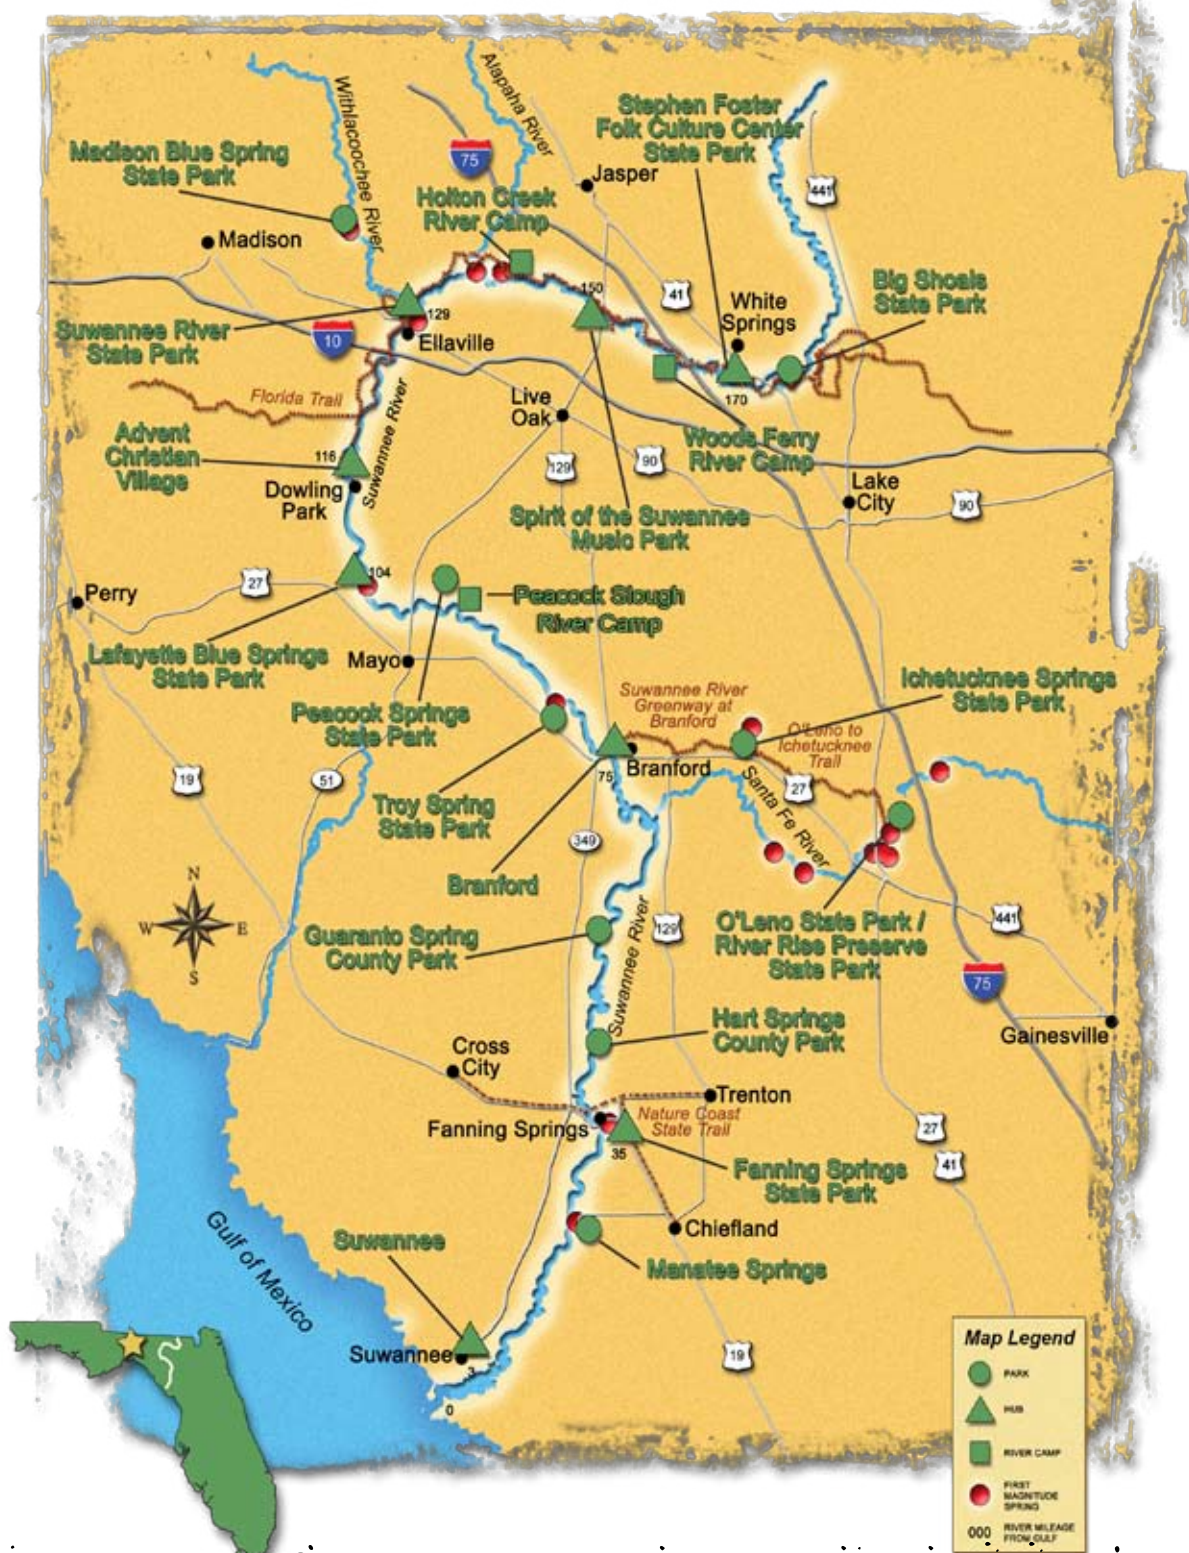 Withlacoochee River
Alapaha River
75
Stephen Foster
Folk Culture Center
State Park
Madison Blue Spring
State Park
Jasper
441
Holton Creek
River Camp
Madison
Big Shoals
State Park
150
41
White
Springs
129
Suwannee River
State Park
10
Ellaville
Florida Trail
Live
Oak
170
Suwannee River
Advent
Christian
Village
116
Woods Ferry
River Camp
129
90
Dowling
Park
Lake
City
90
Spirit of the Suwannee
Music Park
104
27
Perry
Peacock Slough
River Camp
Lafayette Blue Springs
State Park
Mayo
Ichetucknee Springs
State Park
Suwannee River
Greenway at
Branford
Peacock Springs
State Park
O'Leno to
Ichetucknee
Trail
Branford
75
19
51
27
Santa Fe River
Troy Spring
State Park
349
Branford
N
W
E
S
Guaranto Spring
County Park
Suwannee River
129
O'Leno State Park /
River Rise Preserve
State Park
441
75
Hart Springs
County Park
Gainesville
Cross
City
Trenton
Nature Coast
State Trail
Fanning Springs
35
27
41
Fanning Springs
State Park
Gulf of Mexico
Suwannee
Chiefland
Manatee Springs
19
Suwannee
3
0
Map Legend
PARK
HUB
RIVER CAMP
FIRST
MAGNITUDE
SPRING
000
RIVER MILEAGE
FROM GULF